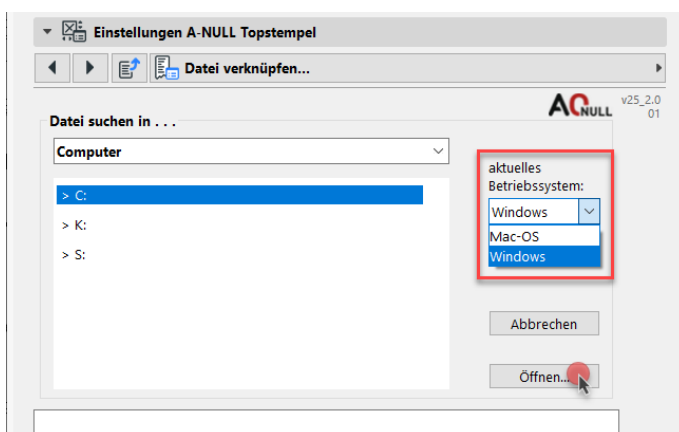 Einstellungen A-NULL Topstempel
Datei verknüpfen...
ACNULL
v25_2.0
01
Datei suchen in . . .
Computer
> C:
> K:
> S:
aktuelles
Betriebssystem:
Windows
Mac-OS
Windows
Abbrechen
Öffnen...